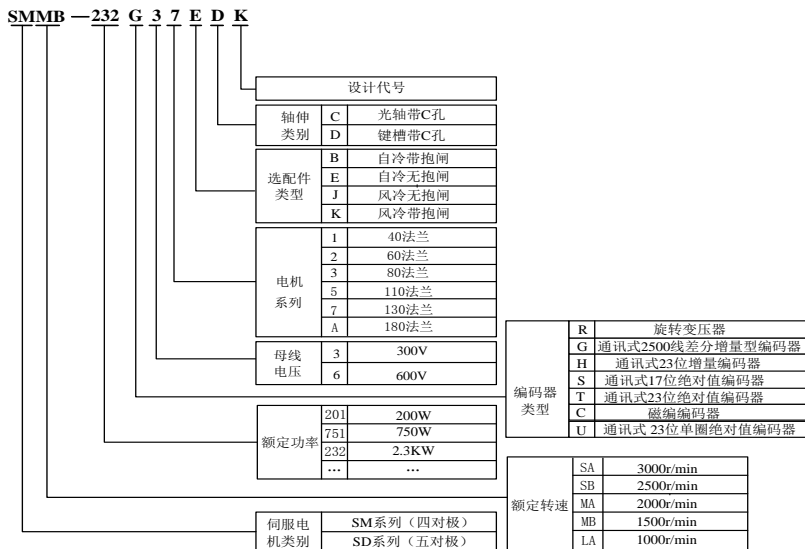 SMMB —232 G 3 7 E D K
设计代号
轴伸类别
C 光轴带C孔
D 键槽带C孔
选配件类型
B 自冷带抱闸
E 自冷无抱闸
J 风冷无抱闸
K 风冷带抱闸
电机系列
1 40法兰
2 60法兰
3 80法兰
5 110法兰
7 130法兰
A 180法兰
母线电压
3 300V
6 600V
编码器类型
R 旋转变压器
G 通讯式2500线差分增量型编码器
H 通讯式23位增量编码器
S 通讯式17位绝对值编码器
T 通讯式23位绝对值编码器
C 磁编编码器
U 通讯式 23位单圈绝对值编码器
额定功率
201 200W
751 750W
232 2.3KW
... ...
额定转速
SA 3000r/min
SB 2500r/min
MA 2000r/min
MB 1500r/min
LA 1000r/min
伺服电机类别
SM系列（四对极）
SD系列（五对极）